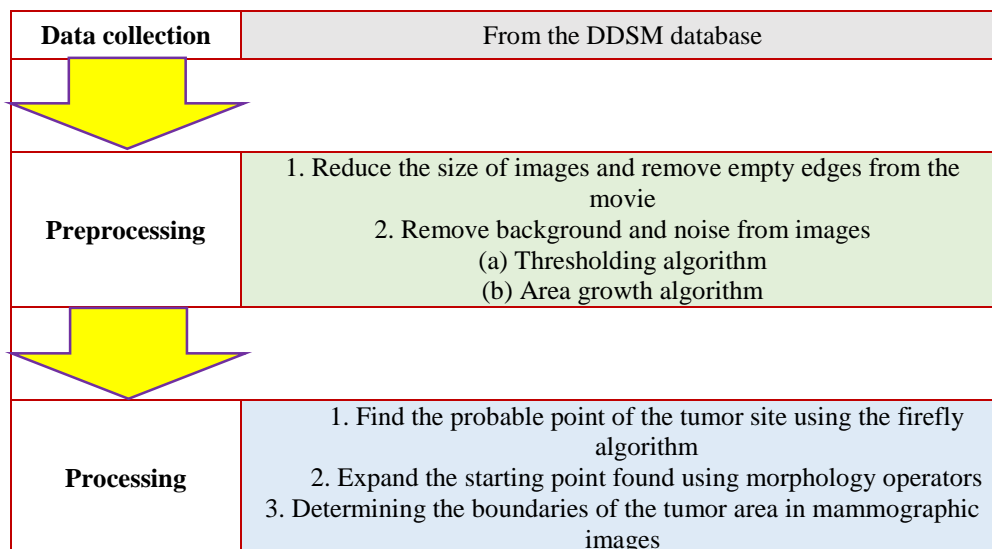 Data collection
From the DDSM database
Preprocessing
1. Reduce the size of images and remove empty edges from the
movie
2. Remove background and noise from images
(a) Thresholding algorithm
(b) Area growth algorithm
Processing
1. Find the probable point of the tumor site using the firefly
algorithm
2. Expand the starting point found using morphology operators
3. Determining the boundaries of the tumor area in mammographic
images